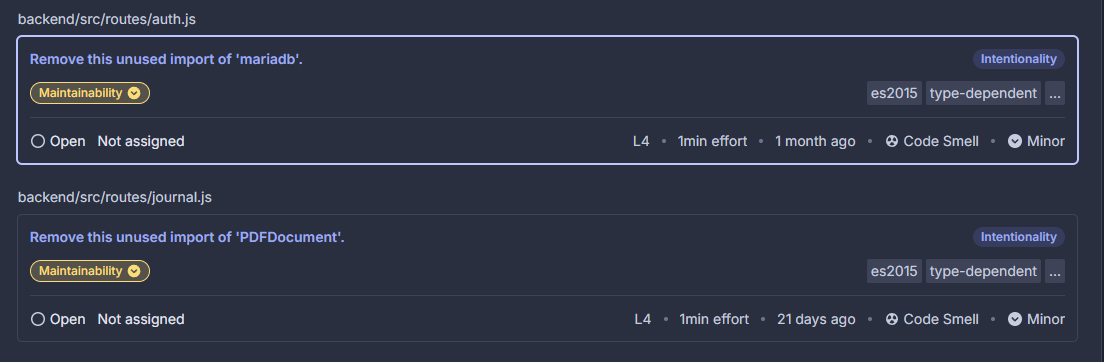 backend/src/routes/auth.js
Remove this unused import of 'mariadb'. Intentionality
Maintainability es2015 type-dependent ...
Open Not assigned L4 • 1min effort • 1 month ago • Code Smell • Minor
backend/src/routes/journal.js
Remove this unused import of 'PDFDocument'. Intentionality
Maintainability es2015 type-dependent ...
Open Not assigned L4 • 1min effort • 21 days ago • Code Smell • Minor